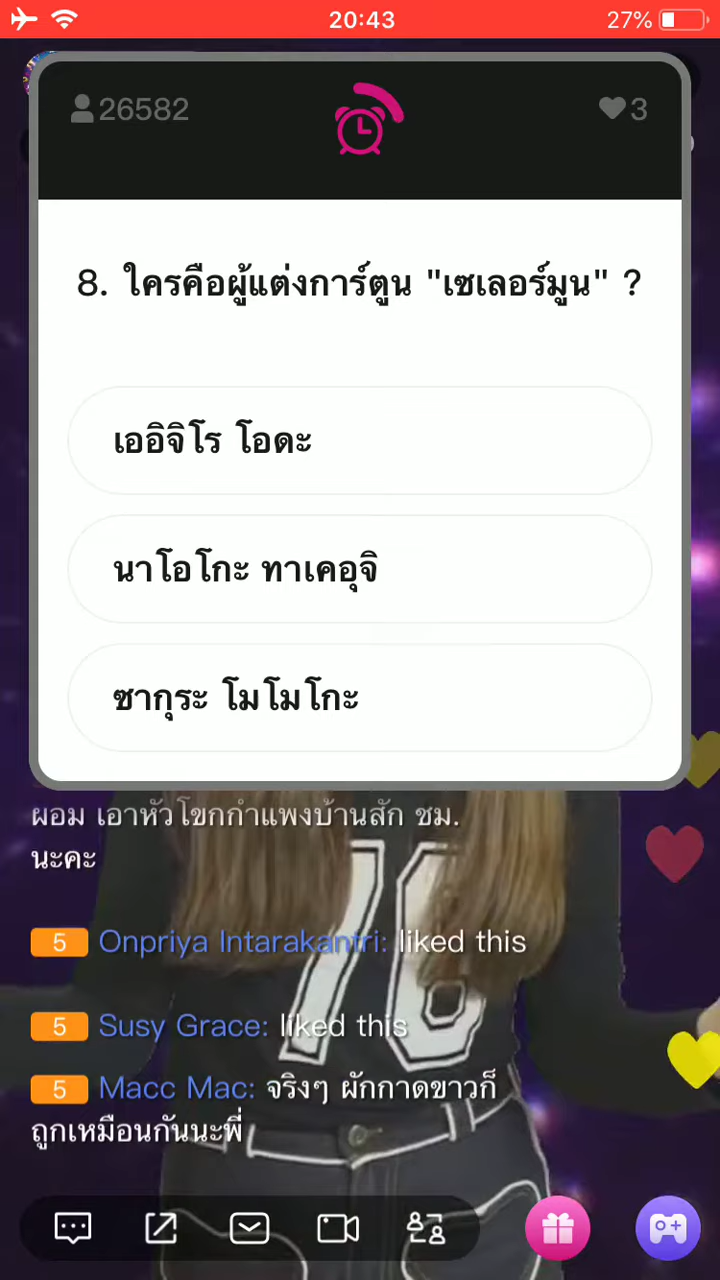 20:43
27%
26582
3
8. ใครคือผู้แต่งการ์ตูน "เซเลอร์มูน" ?
เออิจิโร โอดะ
นาโอโกะ ทาเคอุจิ
ซากุระ โมโมโกะ
ผอม เอาหัวโขกกำแพงบ้านสัก ชม.
นะคะ
76
5 Onpriya Intarakantri: liked this
5 Susy Grace: liked this
5 Macc Mac: จริงๆ ผักกาดขาวก็
ถูกเหมือนกันนะพี่